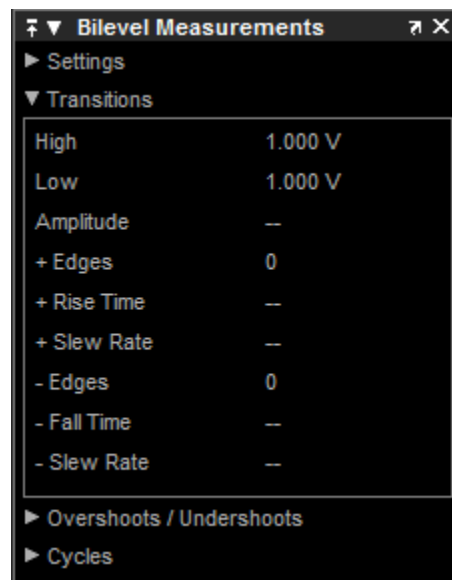 Bilevel Measurements
Settings
Transitions
High 1.000 V
Low 1.000 V
Amplitude --
+ Edges 0
+ Rise Time --
+ Slew Rate --
- Edges 0
- Fall Time --
- Slew Rate --
Overshoots / Undershoots
Cycles